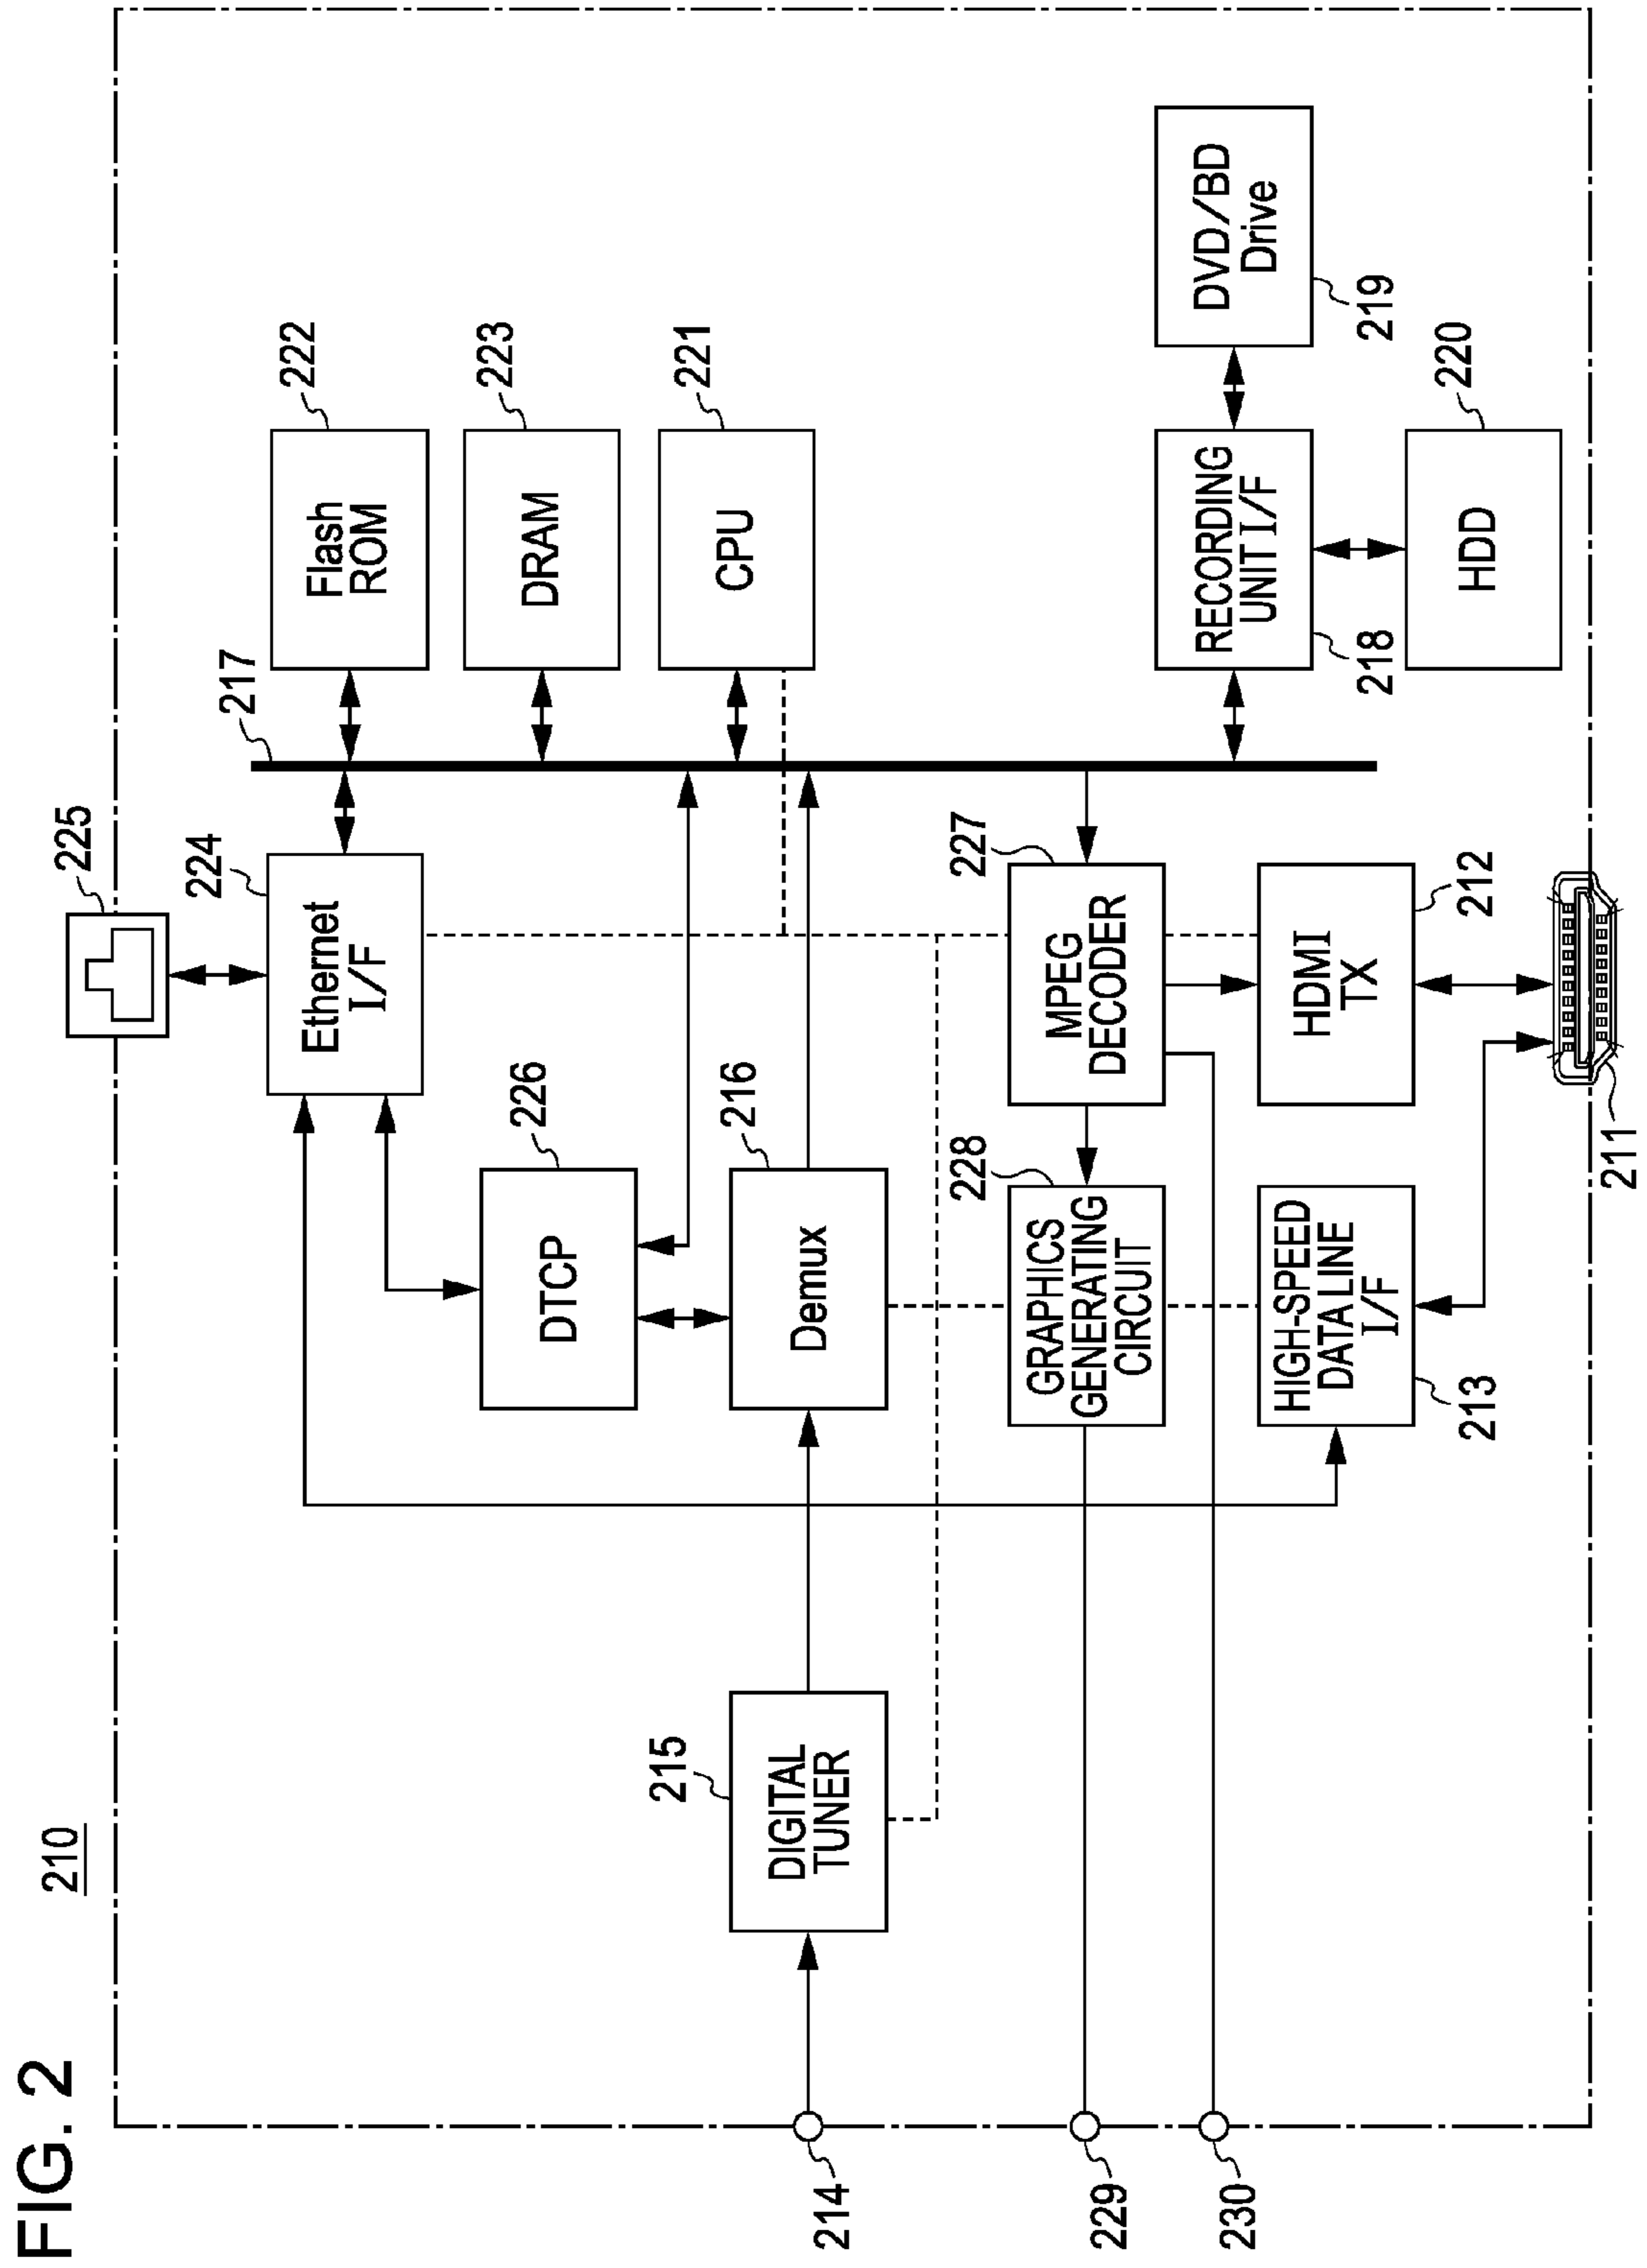 FIG. 2
210
225
224
Ethernet
I/F
217
222
Flash
ROM
226
DTCP
223
DRAM
215
DIGITAL
TUNER
216
Demux
221
CPU
214
228
GRAPHICS
GENERATING
CIRCUIT
227
MPEG
DECODER
RECORDING
UNIT I/F
218
DVD/BD
Drive
219
229
230
HIGH-SPEED
DATA LINE
I/F
213
HDMI
TX
212
HDD
220
211